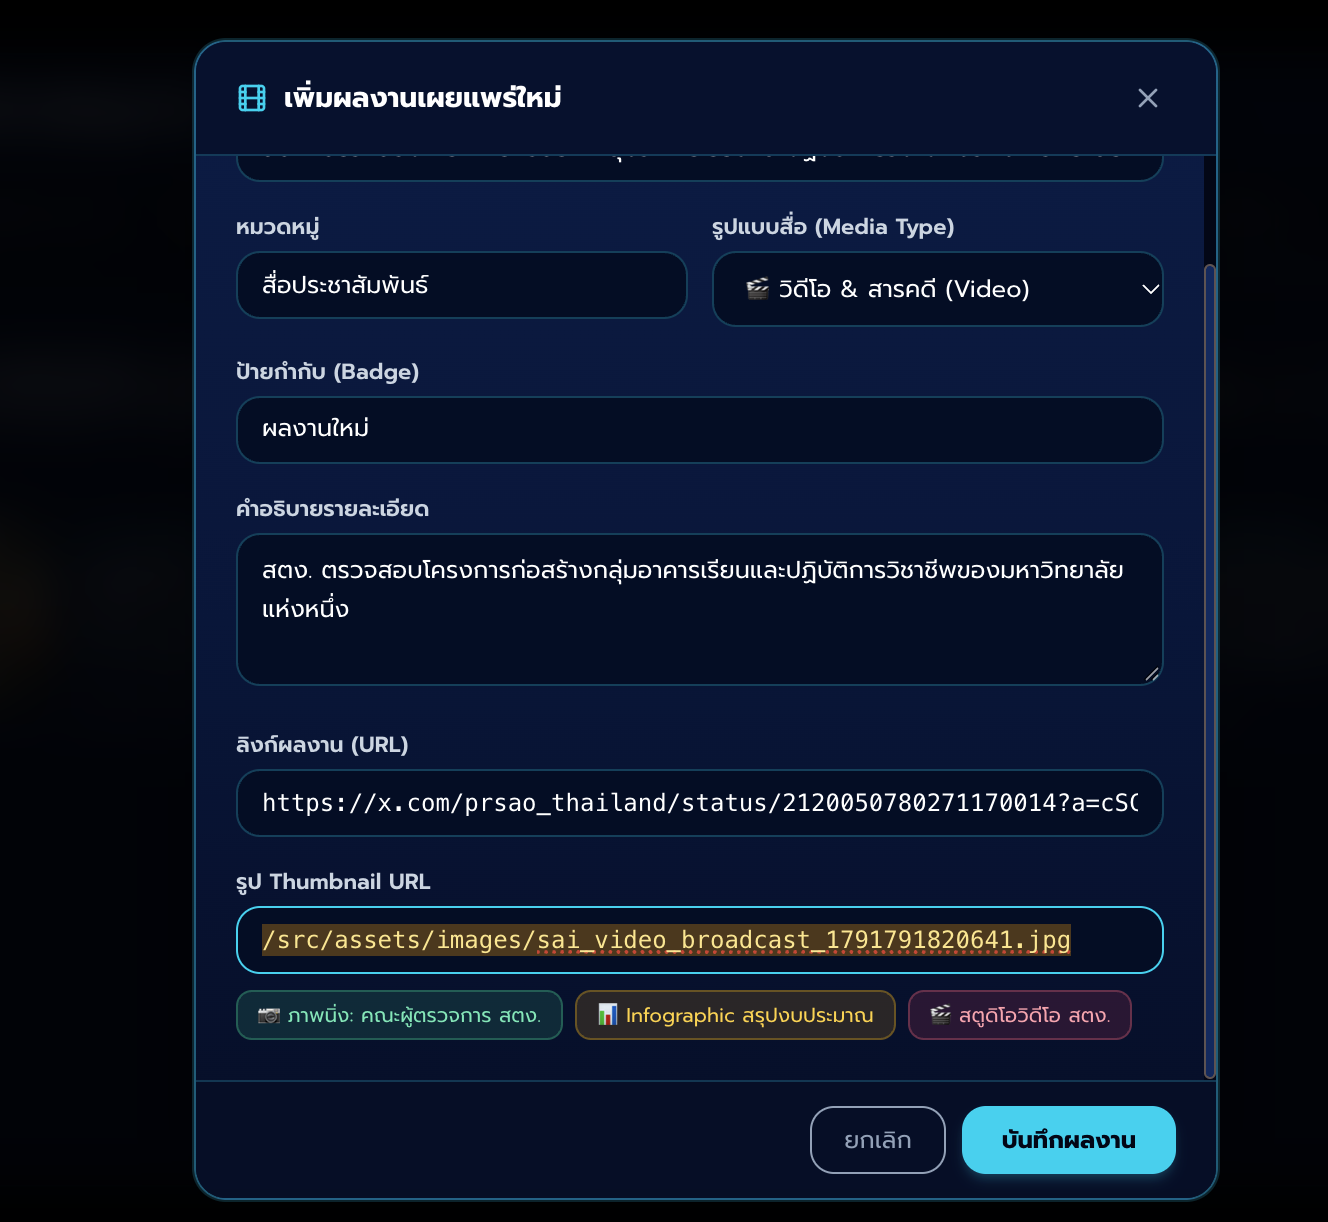 เพิ่มผลงานเผยแพร่ใหม่
หมวดหมู่
รูปแบบสื่อ (Media Type)
สื่อประชาสัมพันธ์
🎬 วิดีโอ & สารคดี (Video)
ป้ายกำกับ (Badge)
ผลงานใหม่
คำอธิบายรายละเอียด
สตง. ตรวจสอบโครงการก่อสร้างกลุ่มอาคารเรียนและปฏิบัติการวิชาชีพของมหาวิทยาลัย
แห่งหนึ่ง
ลิงก์ผลงาน (URL)
https://x.com/prsao_thailand/status/2120050780271170014?a=cSC
รูป Thumbnail URL
/src/assets/images/sai_video_broadcast_1791791820641.jpg
📷 ภาพนิ่ง: คณะผู้ตรวจการ สตง.
📊 Infographic สรุปงบประมาณ
🎬 สตูดิโอวิดีโอ สตง.
ยกเลิก
บันทึกผลงาน